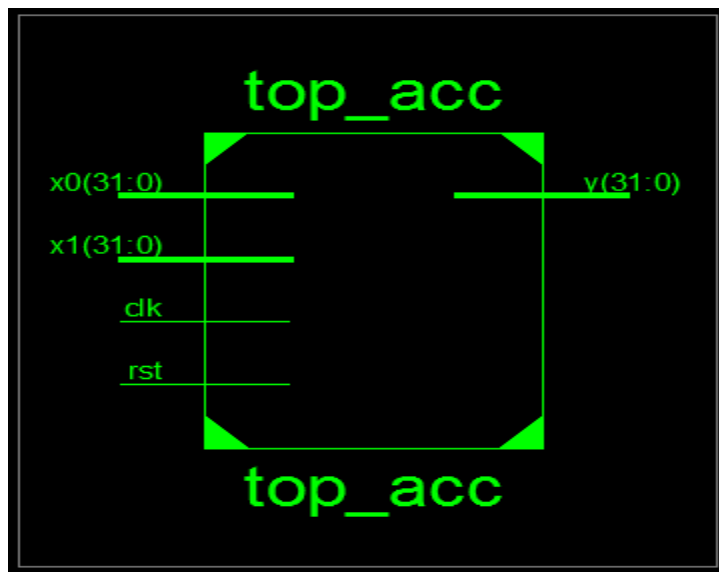 top_acc
x0(31:0)
y(31:0)
x1(31:0)
clk
rst
top_acc